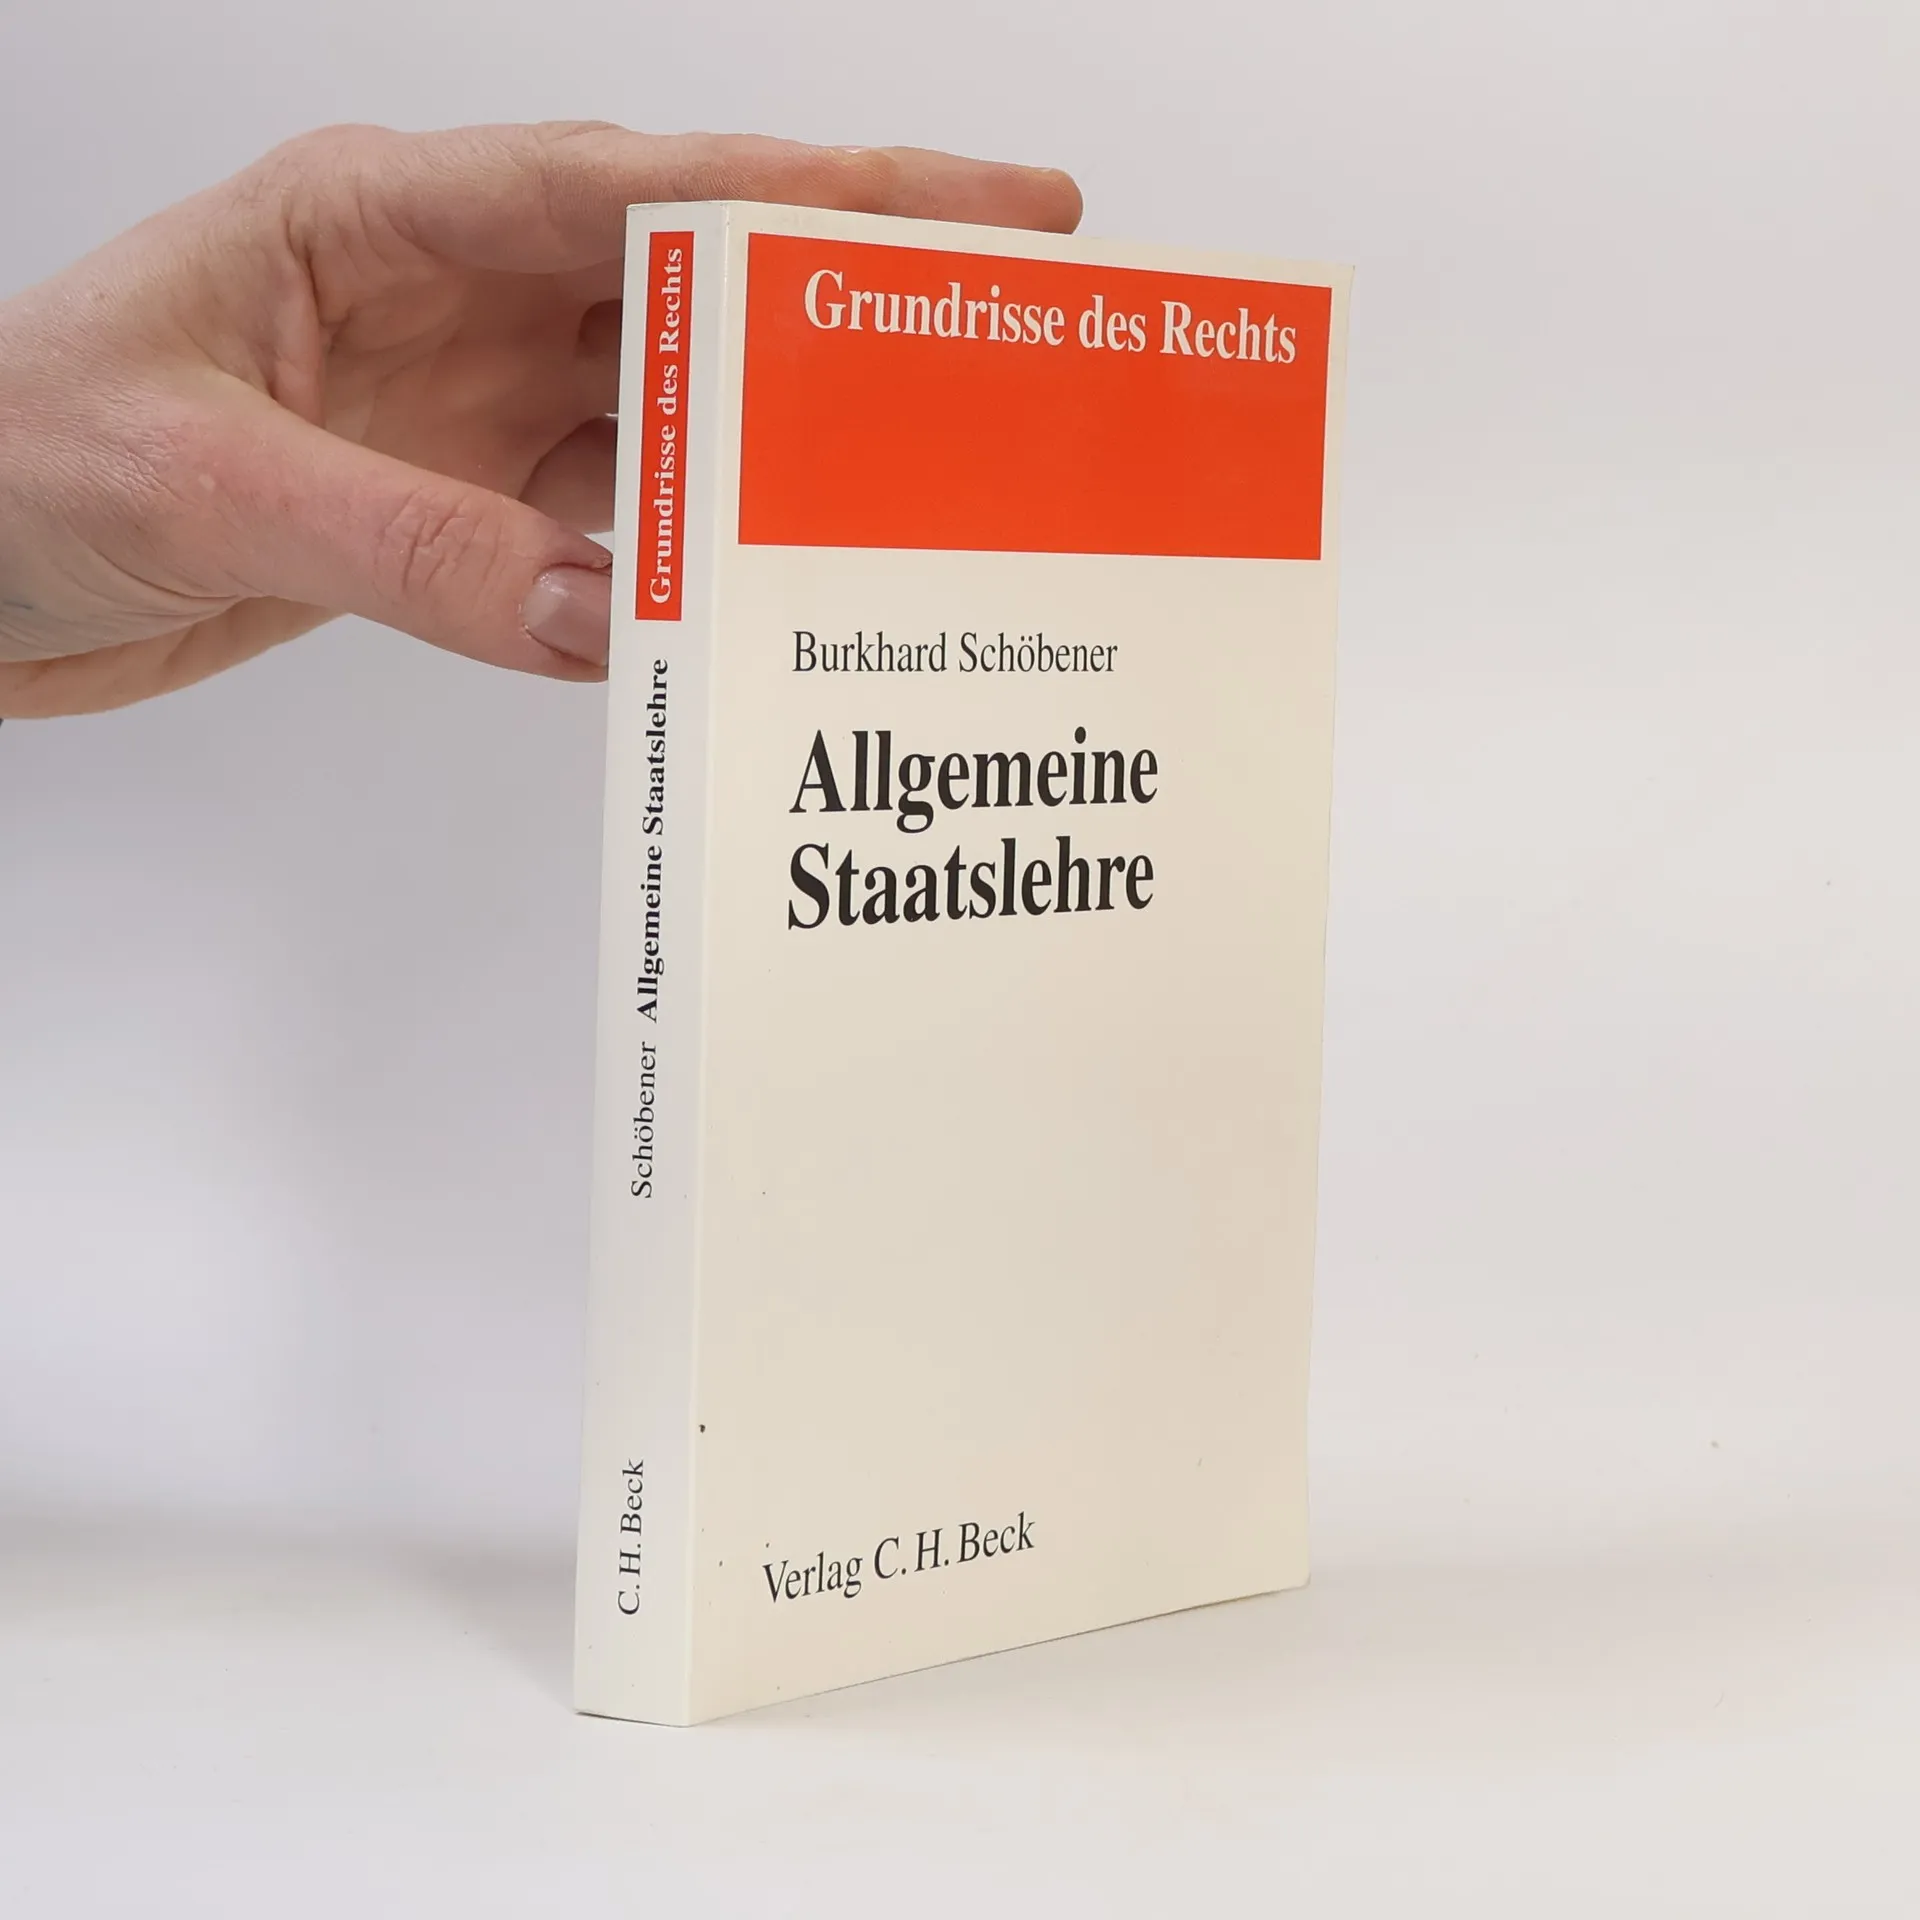 Grundrisse des Rechts
Burkhard Schöbener
Allgemeine
Staatslehre
Verlag C. H. Beck
Schöbener Allgemeine Staatslehre Grundrisse des Rechts
C. H. Beck